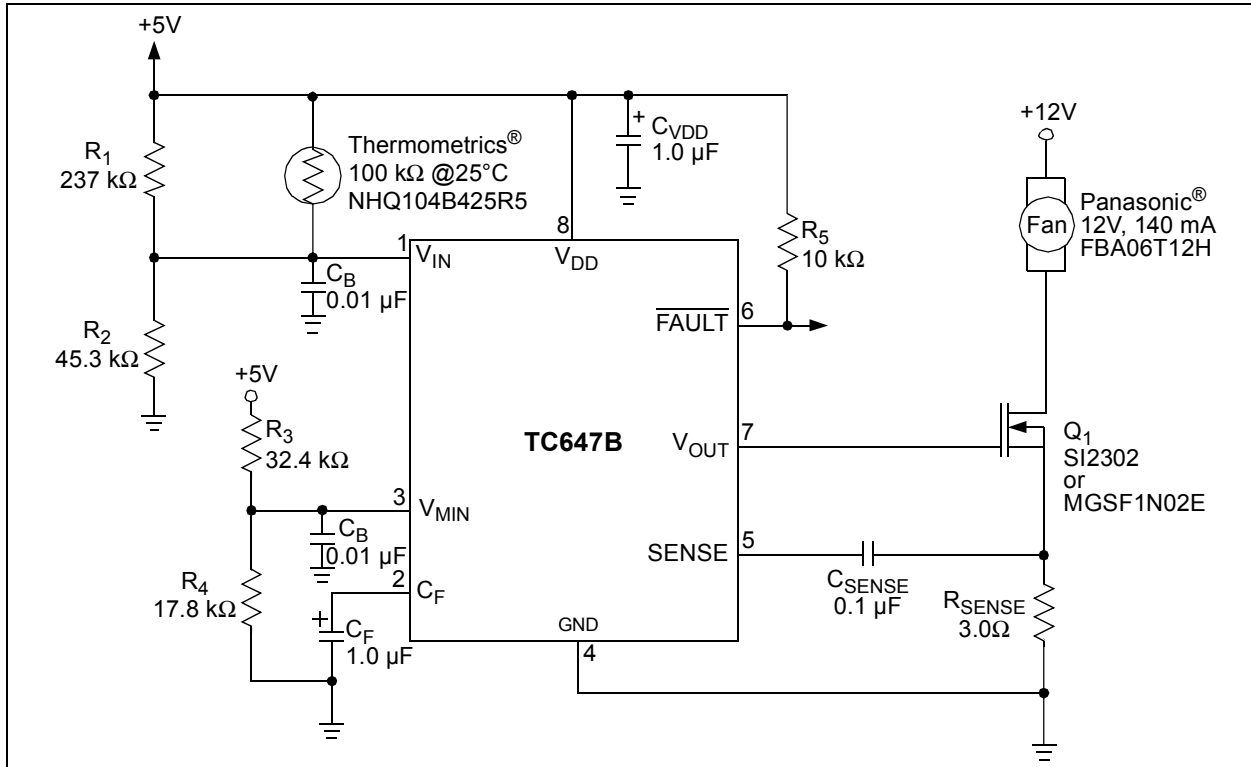 +5V
R1
237 kΩ
Thermometrics®
100 kΩ @25°C
NHQ104B425R5
+
CVDD
1.0 µF
+12V
Panasonic®
Fan
12V, 140 mA
FBA06T12H
R5
10 kΩ
1
VIN
8
VDD
CB
0.01 µF
6
FAULT
R2
45.3 kΩ
+5V
R3
32.4 kΩ
TC647B
VOUT
7
Q1
SI2302
or
MGSF1N02E
3
VMIN
CB
0.01 µF
SENSE
5
CSENSE
0.1 µF
RSENSE
3.0Ω
R4
17.8 kΩ
2
CF
+
CF
1.0 µF
GND
4